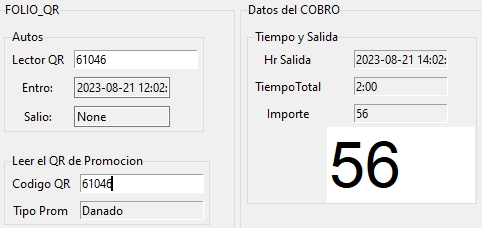 FOLIO_QR
Autos
Lector QR 61046
Entro: 2023-08-21 12:02:
Salio: None
Leer el QR de Promocion
Codigo QR 61046
Tipo Prom Danado
Datos del COBRO
Tiempo y Salida
Hr Salida 2023-08-21 14:02:
TiempoTotal 2:00
Importe 56
56